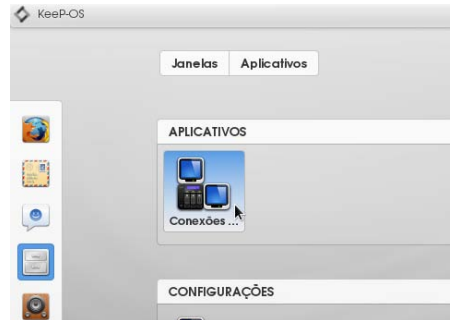 KeeP-OS
Janelas Aplicativos
APLICATIVOS
Conexões ...
CONFIGURAÇÕES